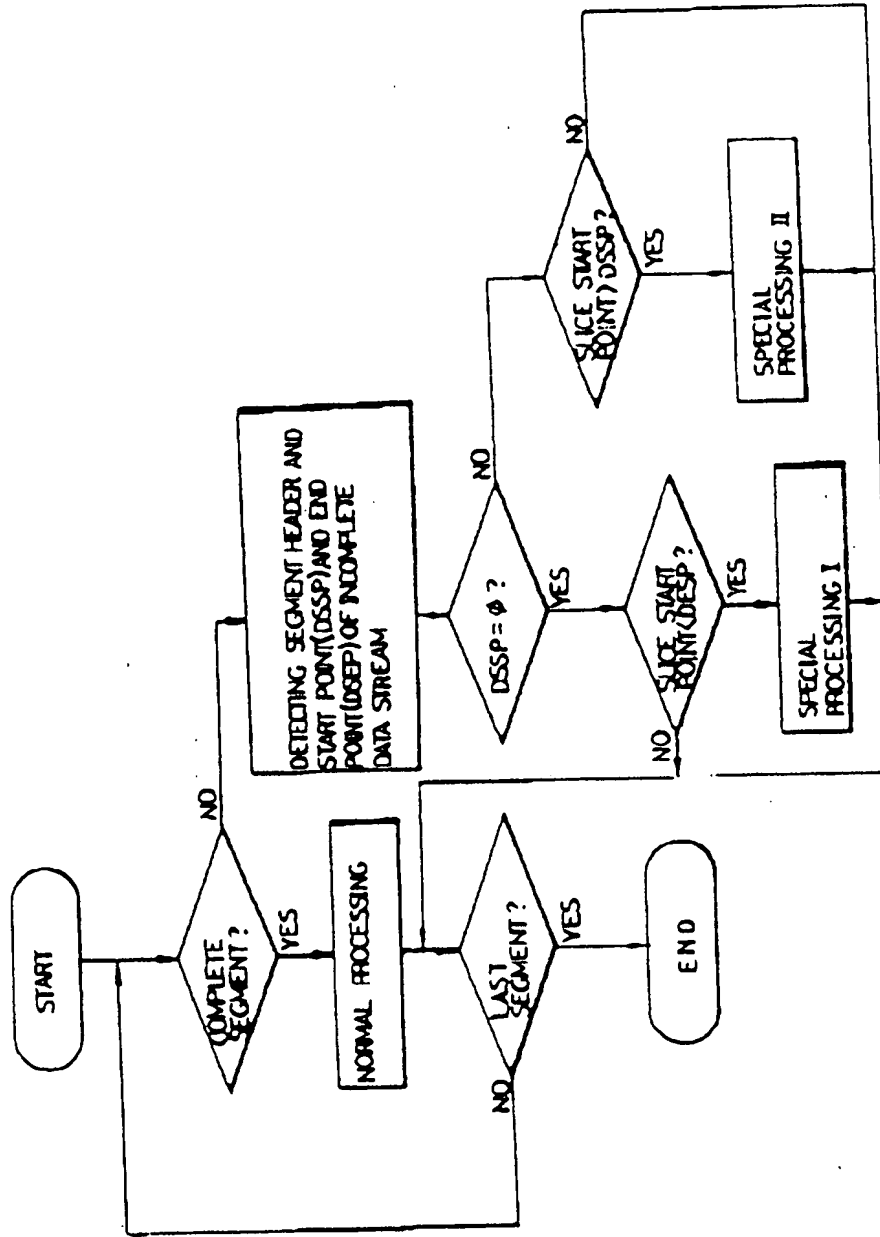 START
COMPLETE
SEGMENT?
NO
YES
NORMAL PROCESSING
LAST
SEGMENT?
NO
YES
END
DETECTING SEGMENT HEADER AND
START POINT(DSSP)AND END
POINT(DSEP)OF INCOMPLETE
DATA STREAM
DSSP=ø?
NO
YES
SLICE START
POINT<DESP?
NO
YES
SPECIAL
PROCESSING I
SLICE START
POINT>DSSP?
NO
YES
SPECIAL
PROCESSING II